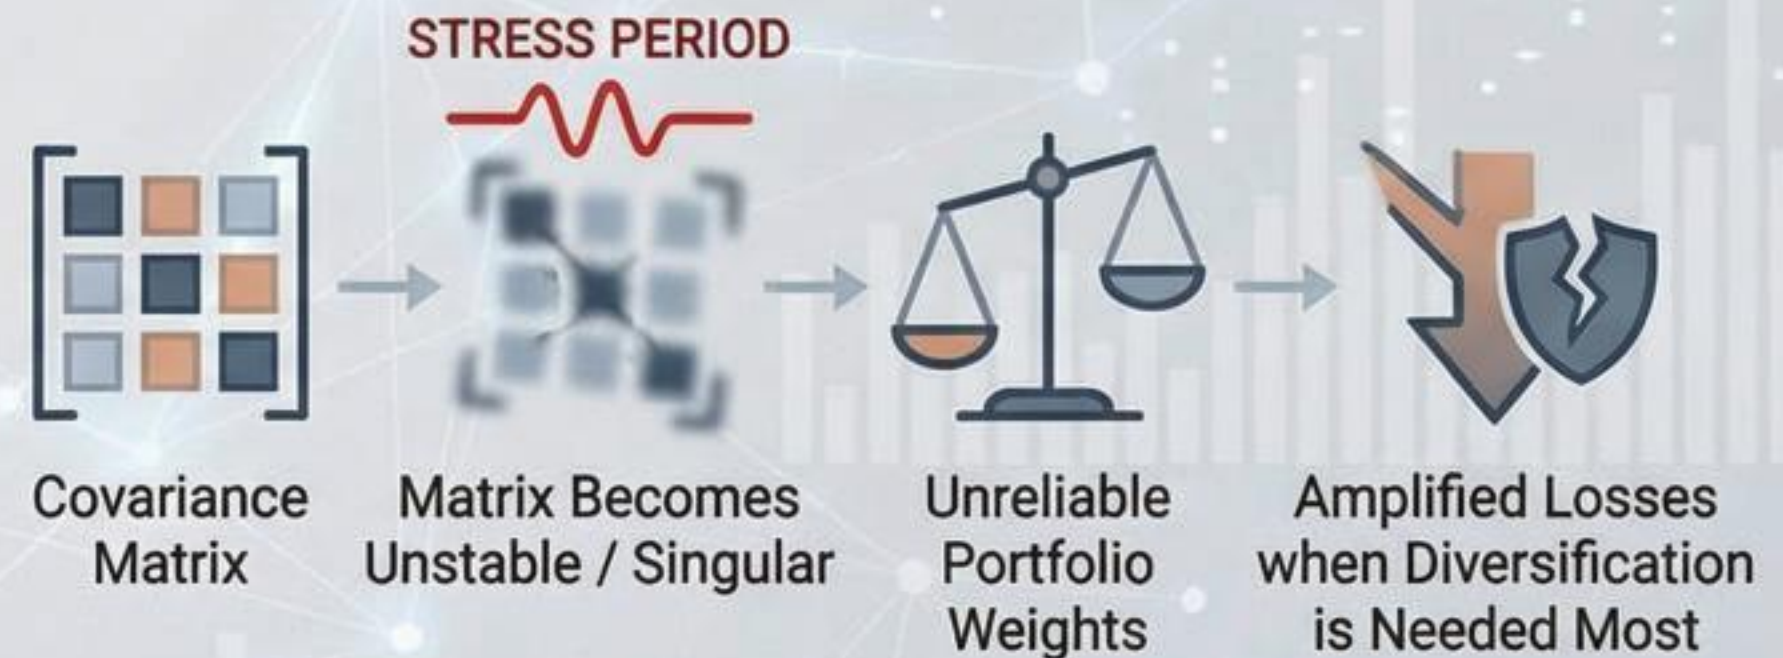 STRESS PERIOD
Covariance
Matrix
Matrix Becomes
Unstable / Singular
Unreliable
Portfolio
Weights
Amplified Losses
when Diversification
is Needed Most